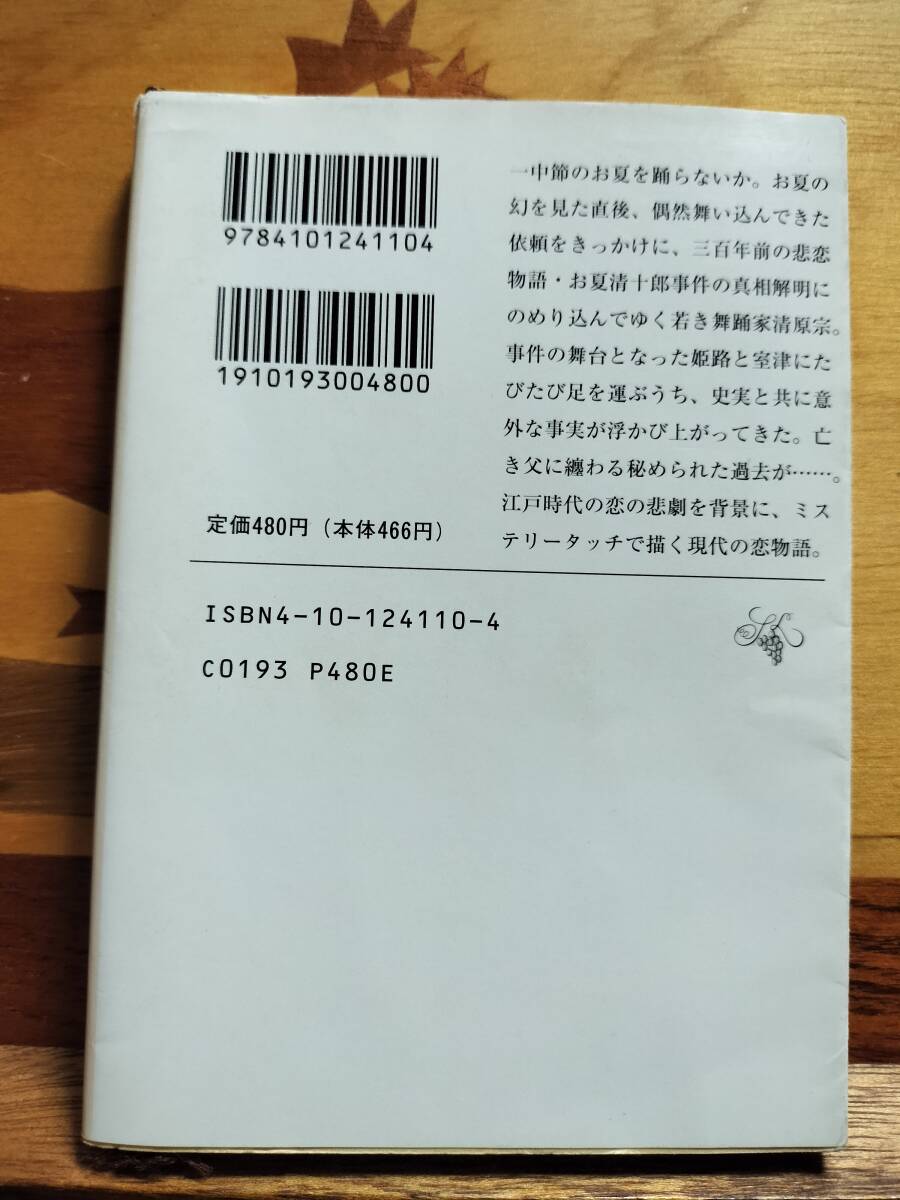 9784101241104
1910193004800
定価480円（本体466円）
一中節のお夏を踊らないか。お夏の
幻を見た直後、偶然舞い込んできた
依頼をきっかけに、三百年前の悲恋
物語・お夏清十郎事件の真相解明に
のめり込んでゆく若き舞踊家清原宗。
事件の舞台となった姫路と室津にた
びたび足を運ぶうち、史実と共に意
外な事実が浮かび上がってきた。亡
き父に纏わる秘められた過去が……。
江戸時代の恋の悲劇を背景に、ミス
テリータッチで描く現代の恋物語。
ISBN4-10-124110-4
C0193 P480E